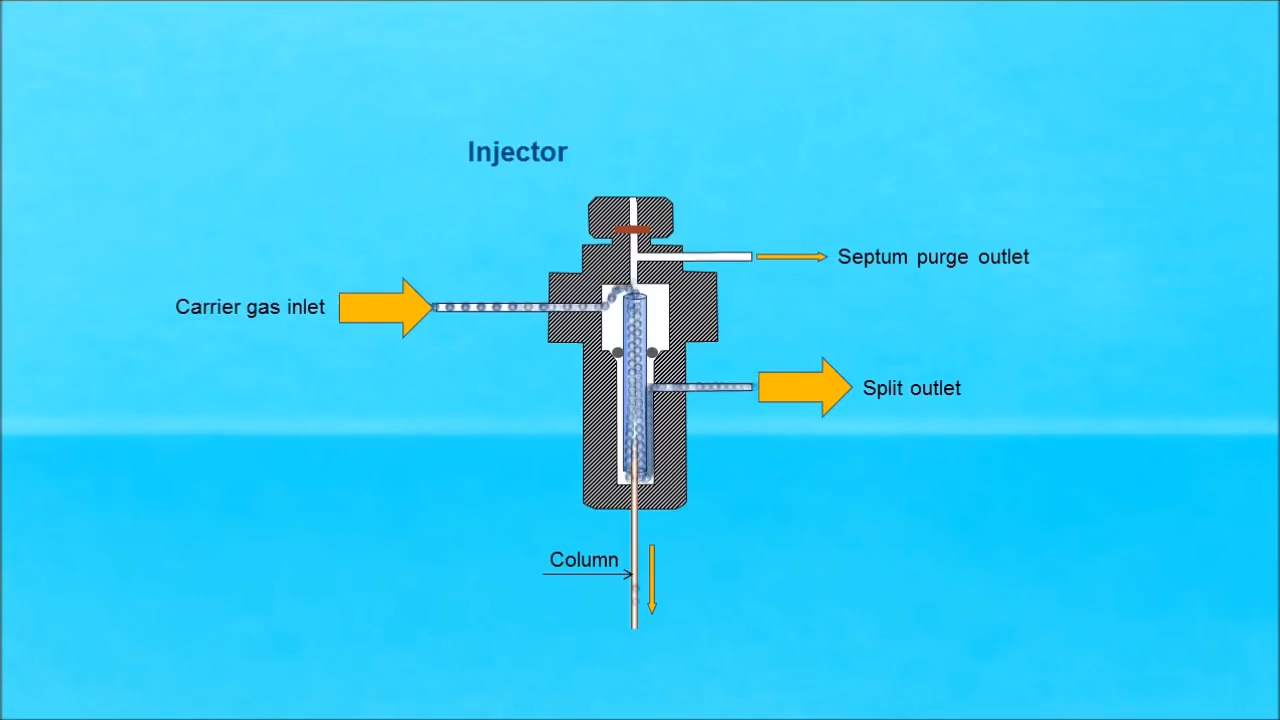 Injector
Septum purge outlet
Carrier gas inlet
Split outlet
Column